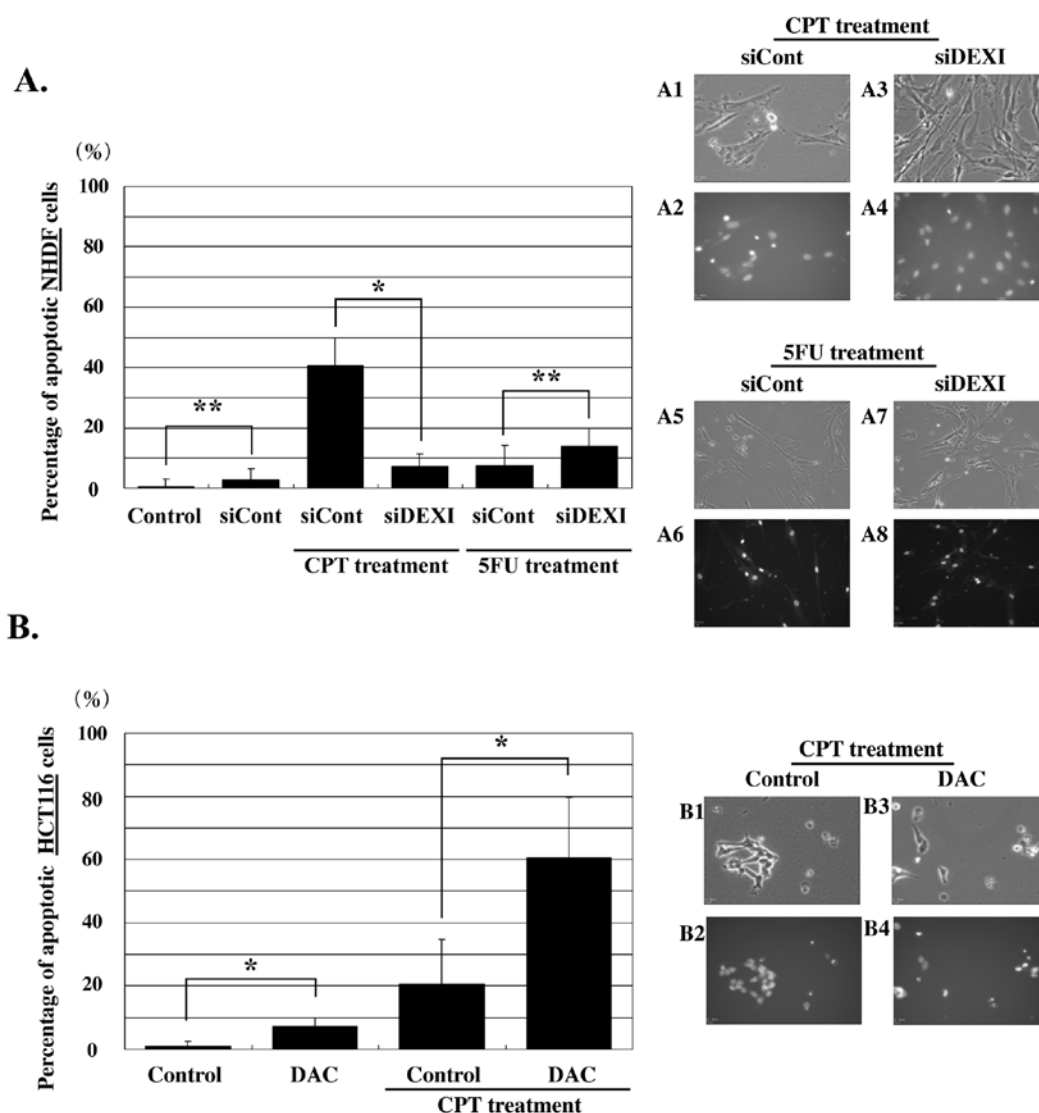 A.
(%)
Percentage of apoptotic NHDF cells
100
80
60
40
20
0
**
*
**
Control siCont siCont siDEXI siCont siDEXI
CPT treatment 5FU treatment
CPT treatment
siCont siDEXI
A1 A3
A2 A4
5FU treatment
siCont siDEXI
A5 A7
A6 A8
B.
(%)
Percentage of apoptotic HCT116 cells
100
80
60
40
20
0
*
*
Control DAC Control DAC
CPT treatment
CPT treatment
Control DAC
B1 B3
B2 B4